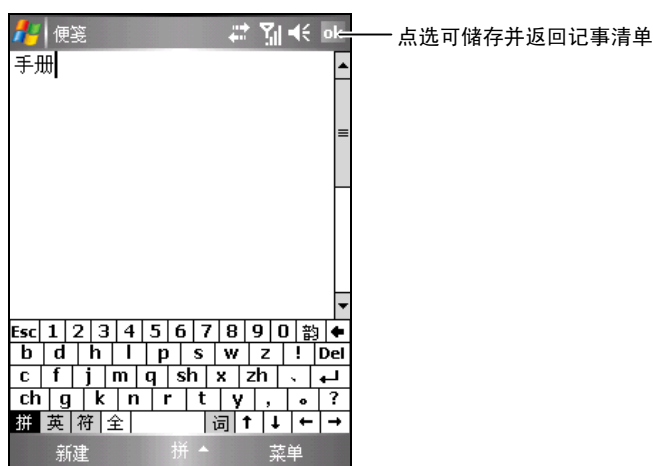 便笺 ok
点选可储存并返回记事清单
手册
Esc 1 2 3 4 5 6 7 8 9 0 韵
b d h l p s w z ! Del
c f j m q sh x zh 、
ch g k n r t y , 。 ?
拼 英 符 全 词 ↑ ↓ ← →
新建 拼 菜单